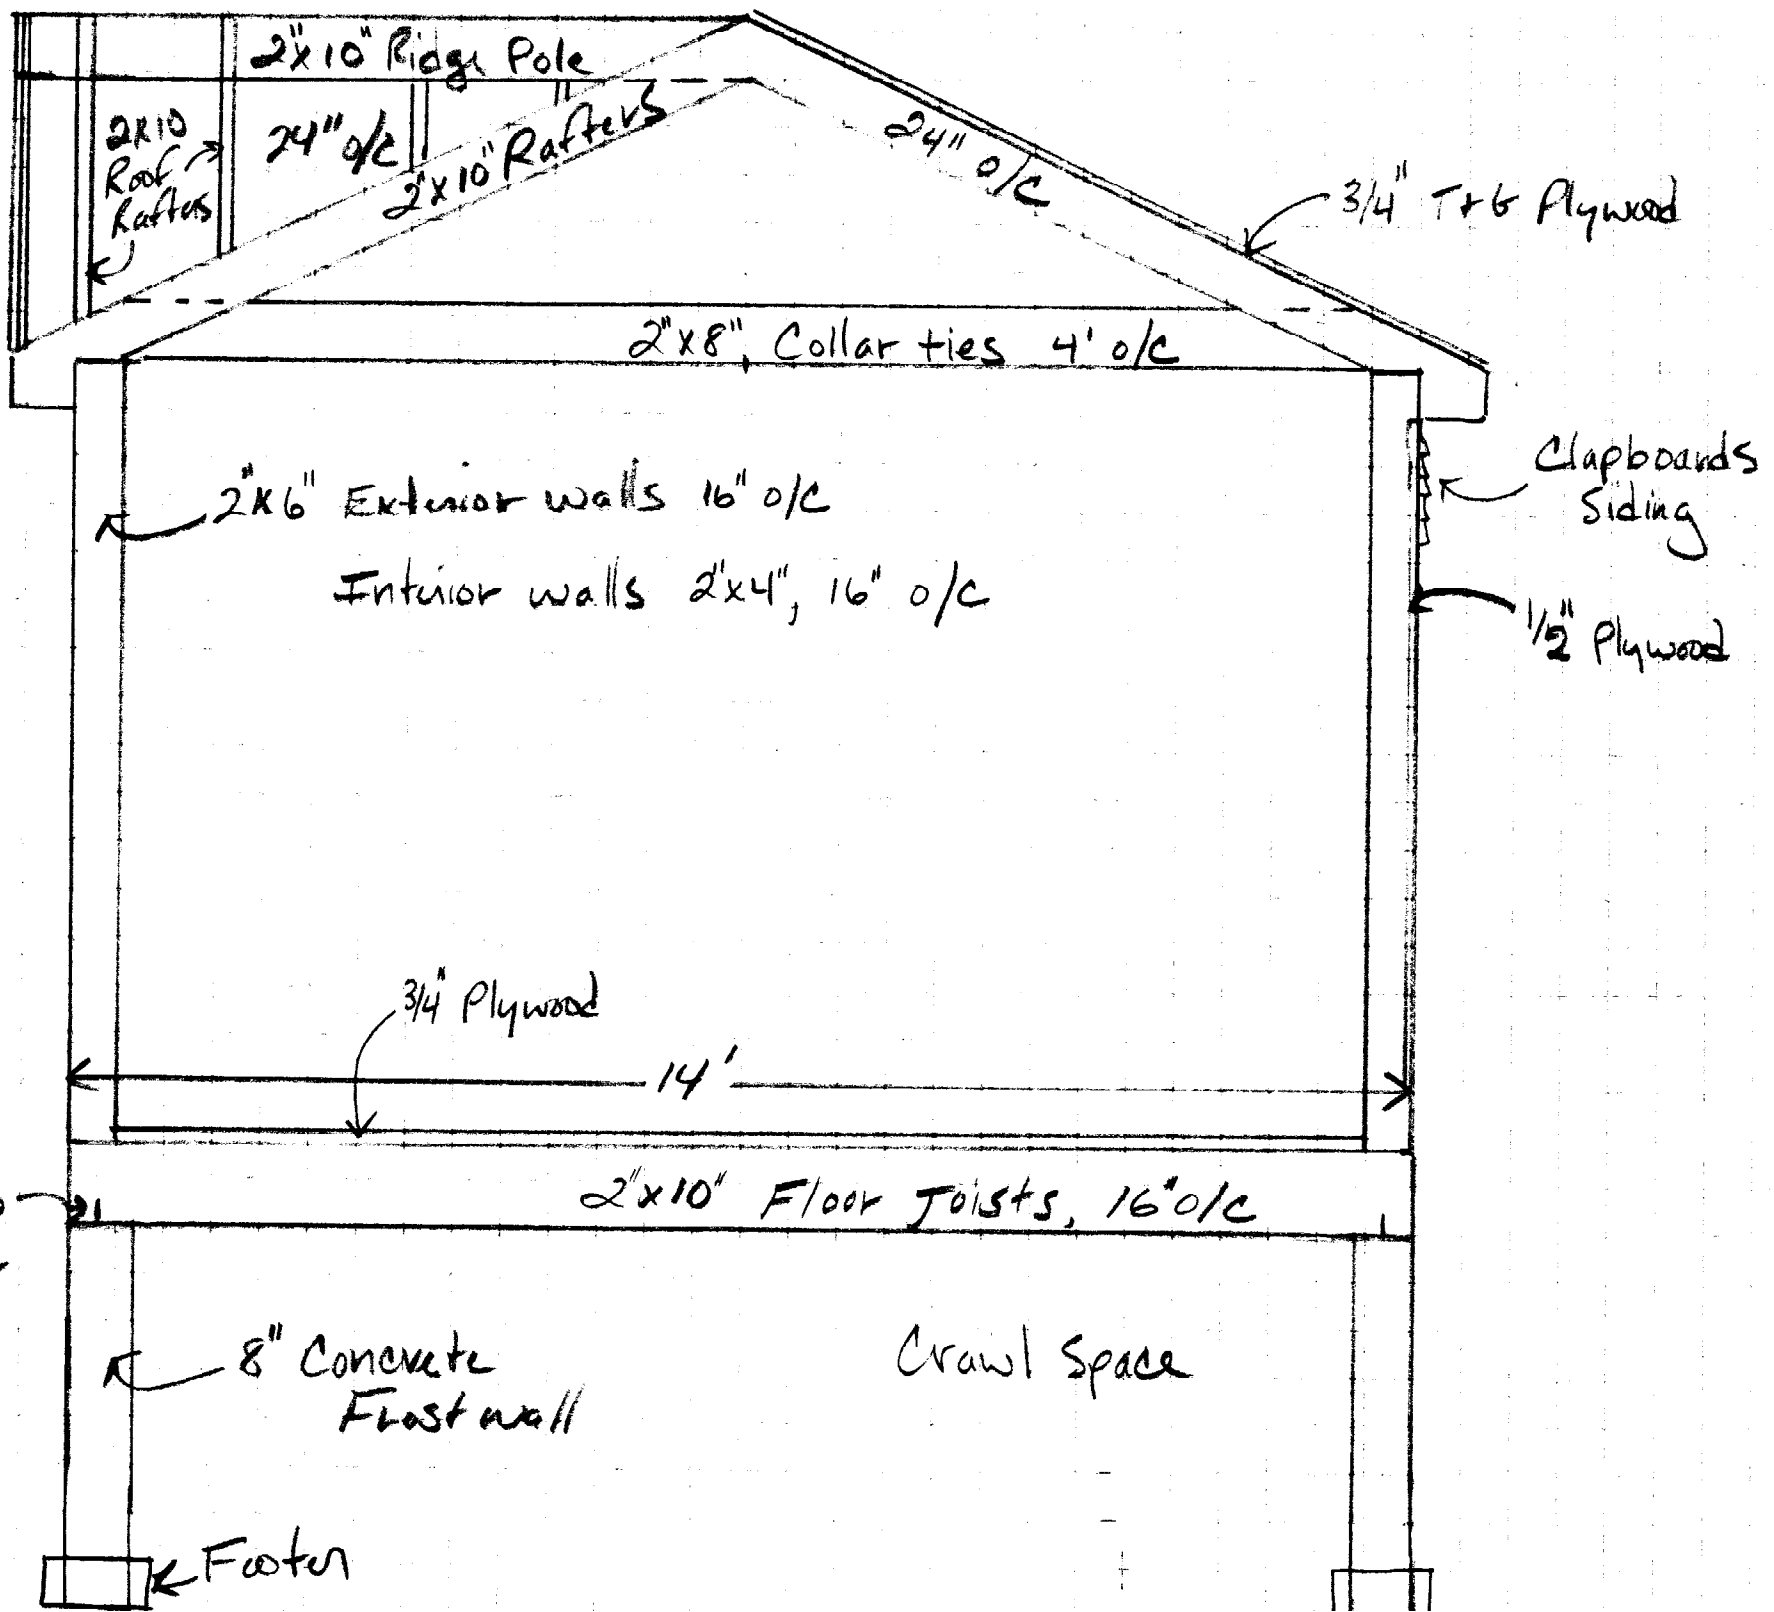 2"x10" Ridge Pole
2x10
Roof
Rafters
24" o/c
2"x10" Rafters
24" o/c
3/4" T+G Plywood
2"x8", Collar ties 4' o/c
Clapboards
Siding
2"x6" Exterior walls 16" o/c
Interior walls 2"x4", 16" o/c
1/2" Plywood
3/4" Plywood
14'
2"x10" Floor Joists, 16" o/c
8" Concrete
Frost wall
Crawl Space
Footer